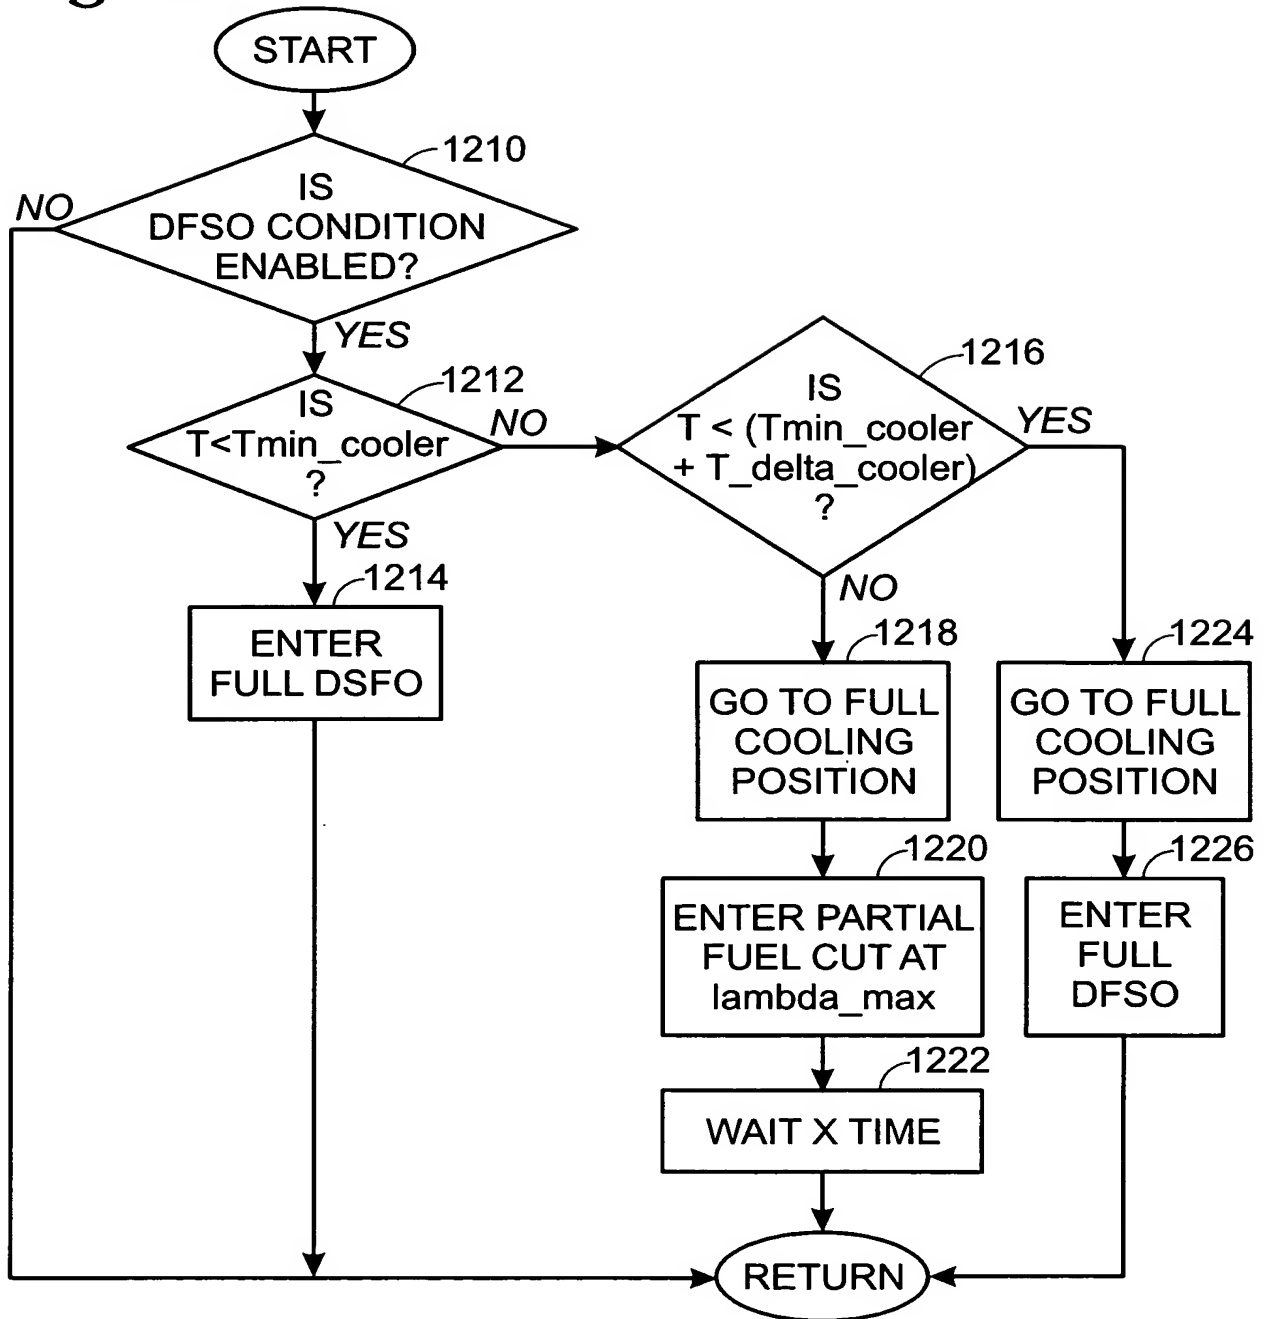 START
1210
IS
DFSO CONDITION
ENABLED?
NO
YES
1212
IS
T<Tmin_cooler
?
NO
YES
1214
ENTER
FULL DSFO
1216
IS
T < (Tmin_cooler
+ T_delta_cooler)
?
YES
NO
1218
GO TO FULL
COOLING
POSITION
1220
ENTER PARTIAL
FUEL CUT AT
lambda_max
1222
WAIT X TIME
1224
GO TO FULL
COOLING
POSITION
1226
ENTER
FULL
DFSO
RETURN